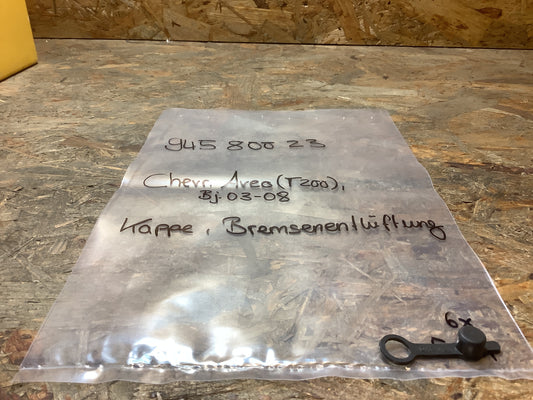 945 800 23
Chevr. Aveo (T200),
Bj. 03-08
Kappe, Bremsenentlüftung
6x